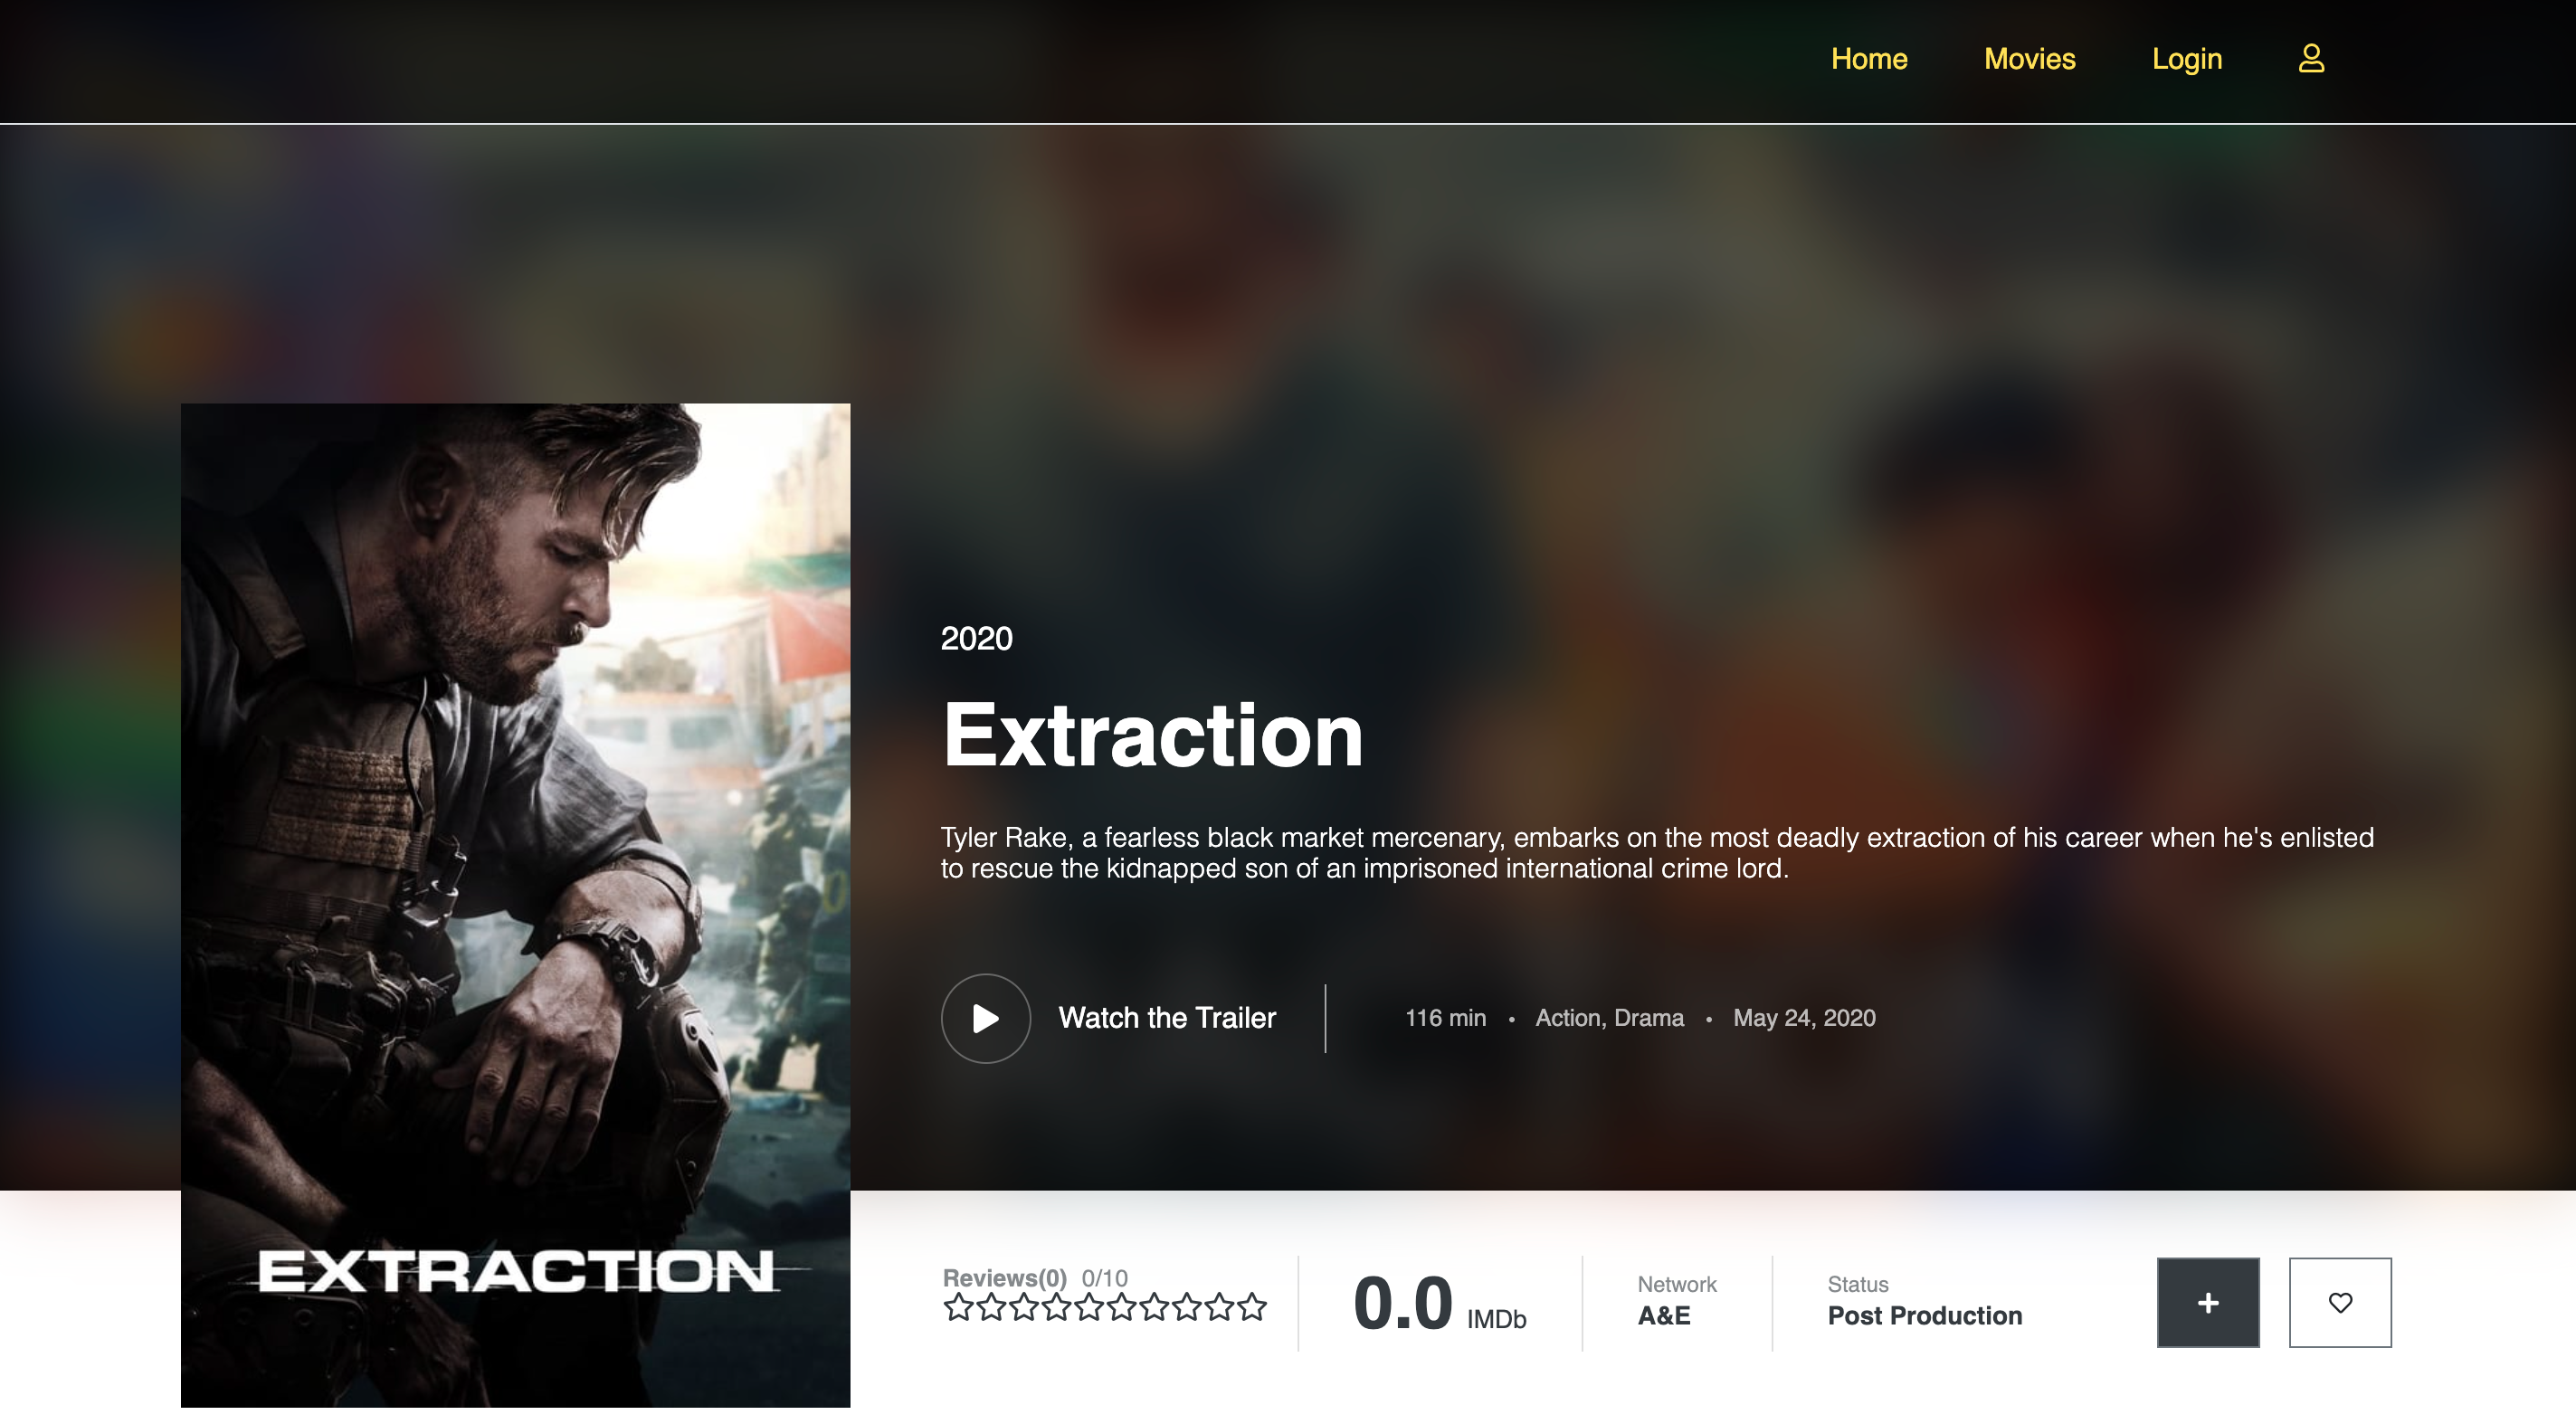 Home Movies Login
2020
Extraction
Tyler Rake, a fearless black market mercenary, embarks on the most deadly extraction of his career when he's enlisted
to rescue the kidnapped son of an imprisoned international crime lord.
Watch the Trailer
116 min • Action, Drama • May 24, 2020
EXTRACTION
Reviews(0) 0/10
0.0 IMDb
Network
A&E
Status
Post Production